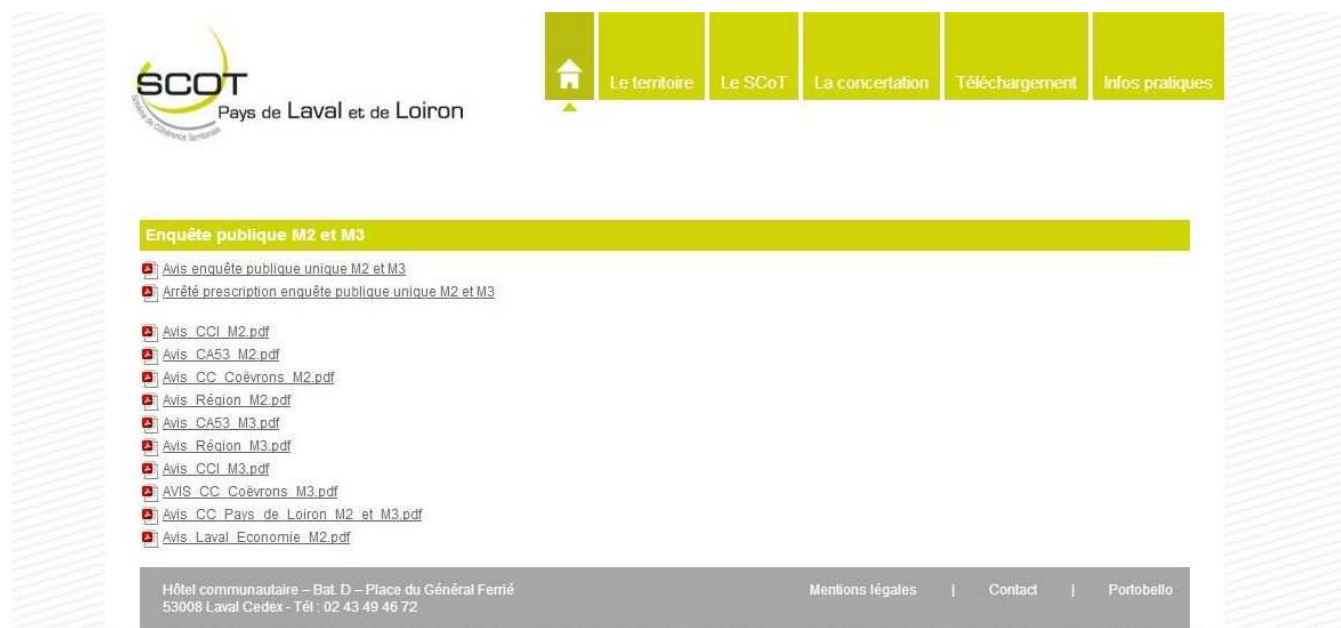 SCOT
Pays de Laval et de Loiron
Schéma de Cohérence Territoriale
Le territoire
Le SCoT
La concertation
Téléchargement
Infos pratiques
Enquête publique M2 et M3
Avis enquête publique unique M2 et M3
Arrêté prescription enquête publique unique M2 et M3
Avis_CCI_M2.pdf
Avis_CA53_M2.pdf
Avis_CC_Coëvrons_M2.pdf
Avis_Région_M2.pdf
Avis_CA53_M3.pdf
Avis_Région_M3.pdf
Avis_CCI_M3.pdf
AVIS_CC_Coëvrons_M3.pdf
Avis_CC_Pays_de_Loiron_M2_et_M3.pdf
Avis_Laval_Economie_M2.pdf
Hôtel communautaire – Bat. D – Place du Général Ferrié
53008 Laval Cedex - Tél : 02 43 49 46 72
Mentions légales | Contact | Portobello